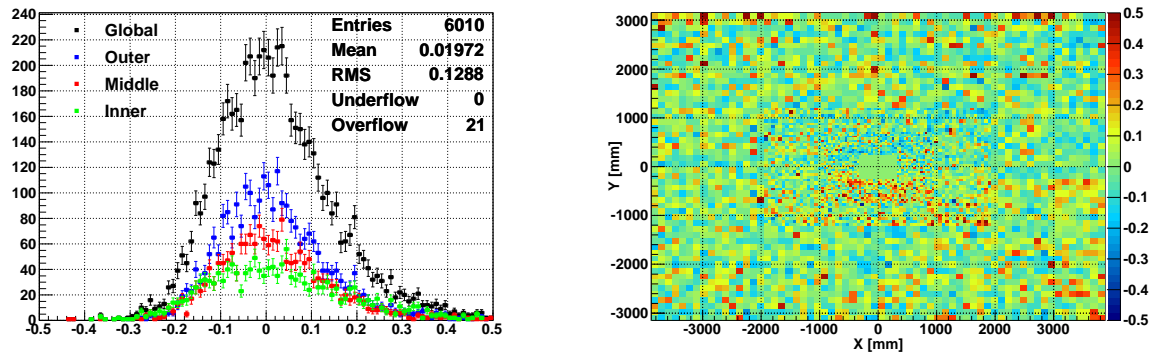 240
220
200
180
160
140
120
100
80
60
40
20
0
-0.5 -0.4 -0.3 -0.2 -0.1 0 0.1 0.2 0.3 0.4 0.5
Global
Outer
Middle
Inner
Entries 6010
Mean 0.01972
RMS 0.1288
Underflow 0
Overflow 21
Y [mm]
3000
2000
1000
0
-1000
-2000
-3000
-3000 -2000 -1000 0 1000 2000 3000
X [mm]
0.5
0.4
0.3
0.2
0.1
0
-0.1
-0.2
-0.3
-0.4
-0.5